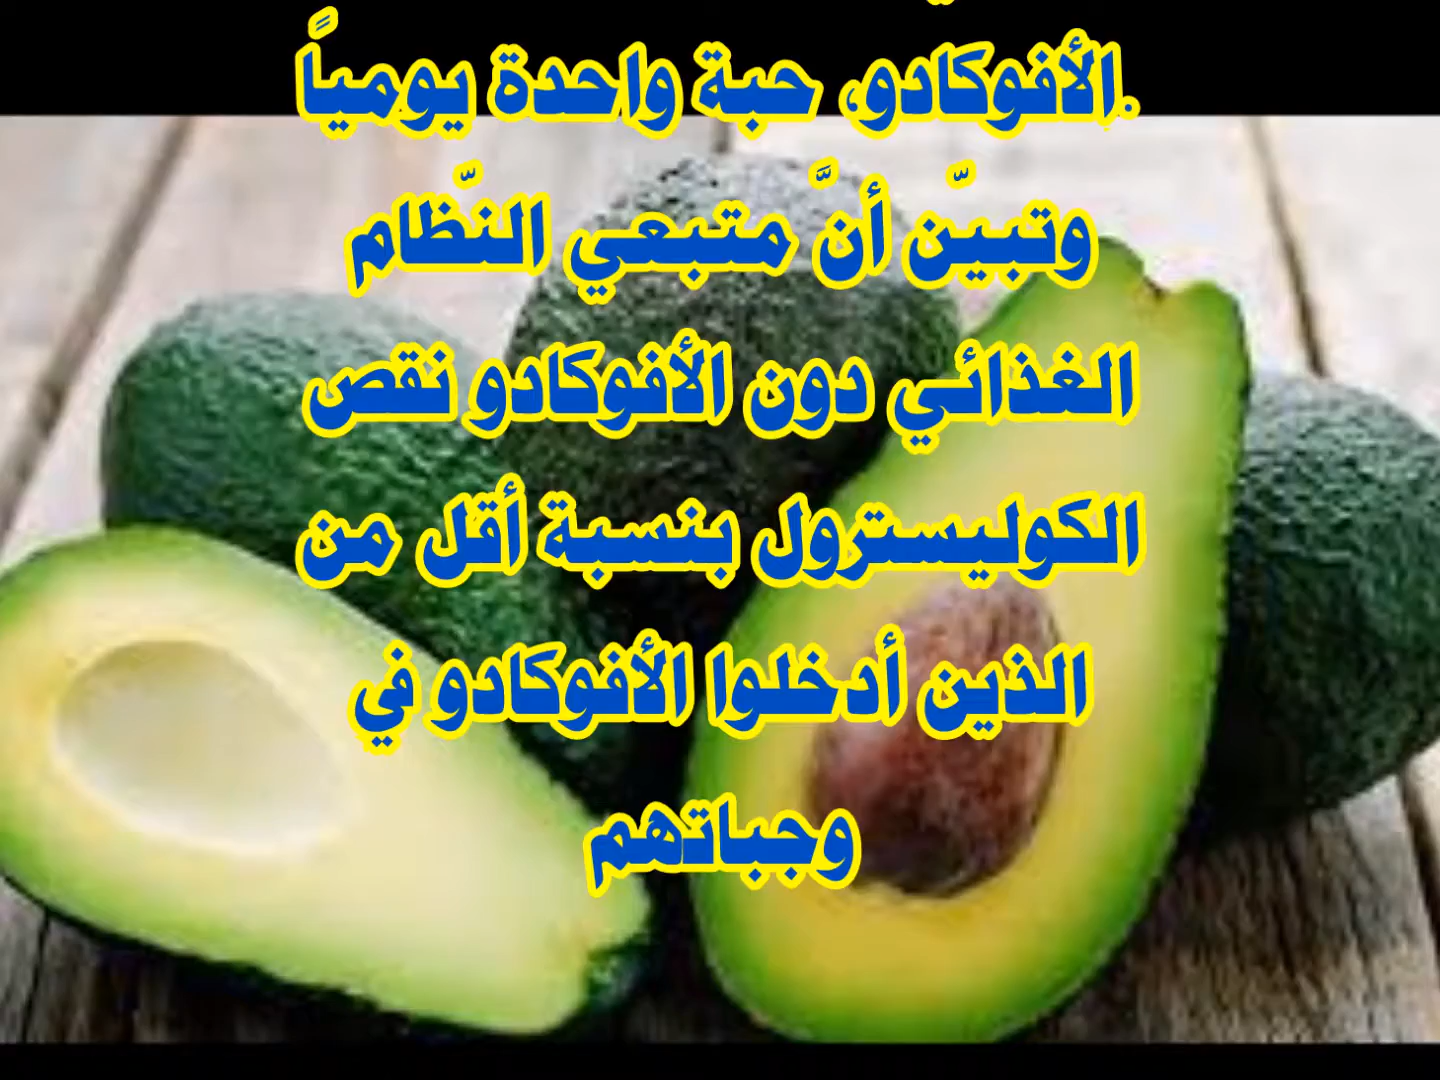 الأفوكادو، حبة واحدة يومياً.
وتبيّن أنَّ متبعي النّظام
الغذائي دون الأفوكادو نقص
الكوليسترول بنسبة أقل من
الذين أدخلوا الأفوكادو في
وجباتهم